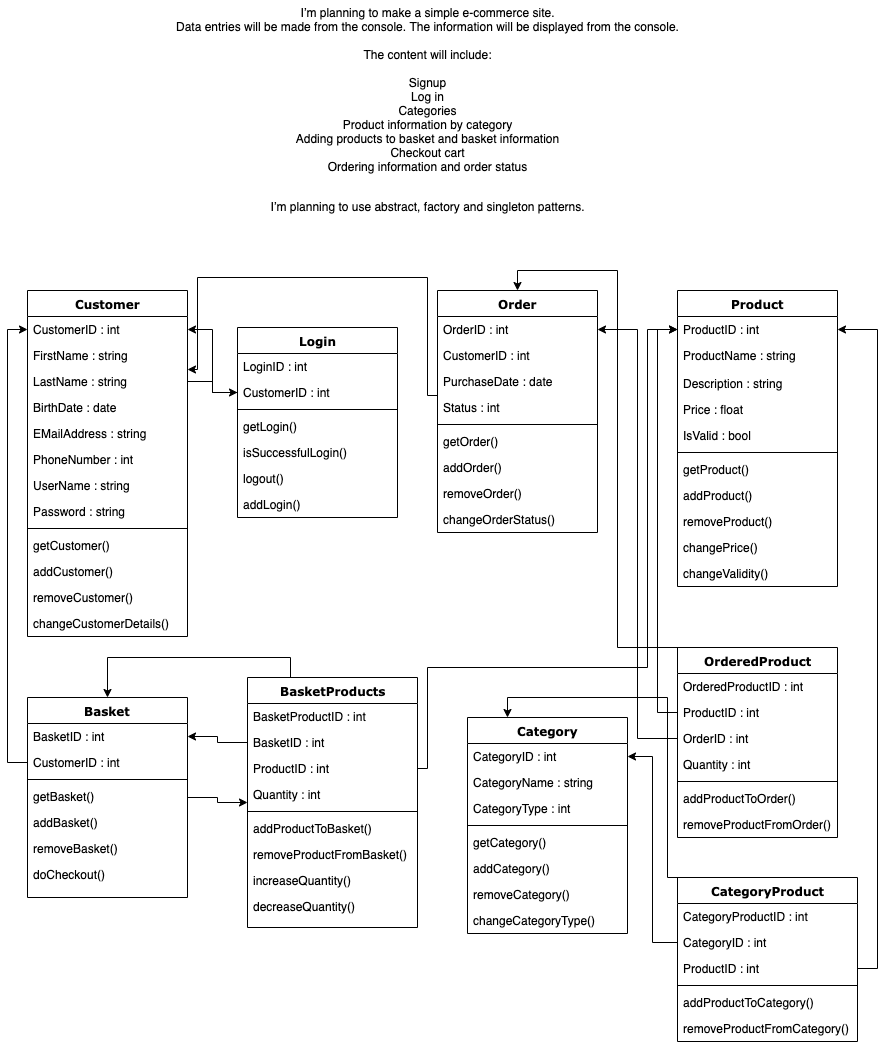 I'm planning to make a simple e-commerce site.
Data entries will be made from the console. The information will be displayed from the console.
The content will include:
Signup
Log in
Categories
Product information by category
Adding products to basket and basket information
Checkout cart
Ordering information and order status
I'm planning to use abstract, factory and singleton patterns.
Customer
CustomerID : int
FirstName : string
LastName : string
BirthDate : date
EMailAddress : string
PhoneNumber : int
UserName : string
Password : string
getCustomer()
addCustomer()
removeCustomer()
changeCustomerDetails()
Login
LoginID : int
CustomerID : int
getLogin()
isSuccessfulLogin()
logout()
addLogin()
Order
OrderID : int
CustomerID : int
PurchaseDate : date
Status : int
getOrder()
addOrder()
removeOrder()
changeOrderStatus()
Product
ProductID : int
ProductName : string
Description : string
Price : float
IsValid : bool
getProduct()
addProduct()
removeProduct()
changePrice()
changeValidity()
Basket
BasketID : int
CustomerID : int
getBasket()
addBasket()
removeBasket()
doCheckout()
BasketProducts
BasketProductID : int
BasketID : int
ProductID : int
Quantity : int
addProductToBasket()
removeProductFromBasket()
increaseQuantity()
decreaseQuantity()
Category
CategoryID : int
CategoryName : string
CategoryType : int
getCategory()
addCategory()
removeCategory()
changeCategoryType()
OrderedProduct
OrderedProductID : int
ProductID : int
OrderID : int
Quantity : int
addProductToOrder()
removeProductFromOrder()
CategoryProduct
CategoryProductID : int
CategoryID : int
ProductID : int
addProductToCategory()
removeProductFromCategory()